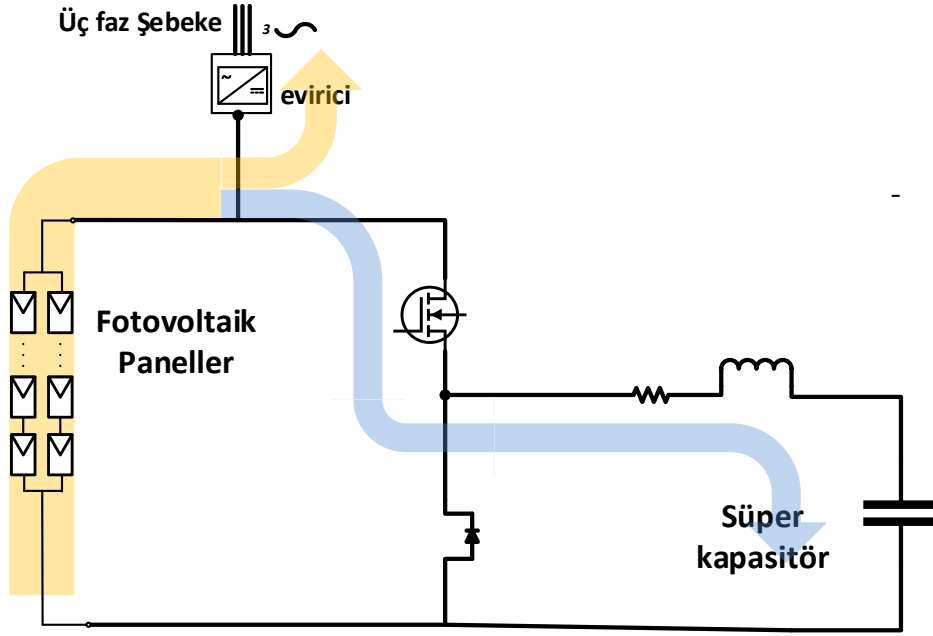 Üç faz Şebeke
3
evirici
Fotovoltaik
Paneller
Süper
kapasitör
-